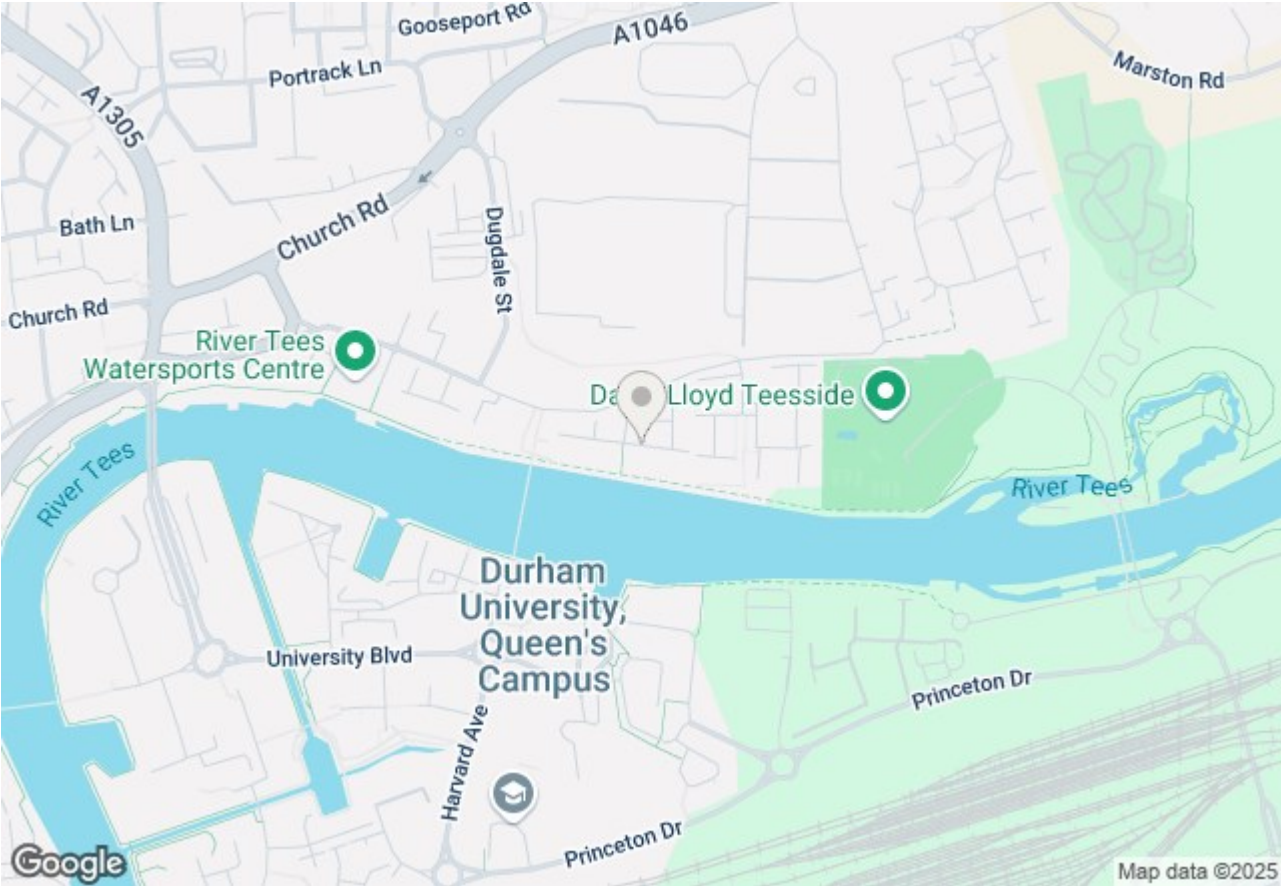 Gooseport Rd
A1046
Portrack Ln
Marston Rd
A1305
Bath Ln
Church Rd
Dugdale St
Church Rd
River Tees
Watersports Centre
Da
Lloyd Teesside
River Tees
River Tees
Durham
University,
Queen's
Campus
University Blvd
Princeton Dr
Harvard Ave
Princeton Dr
Google
Map data ©2025